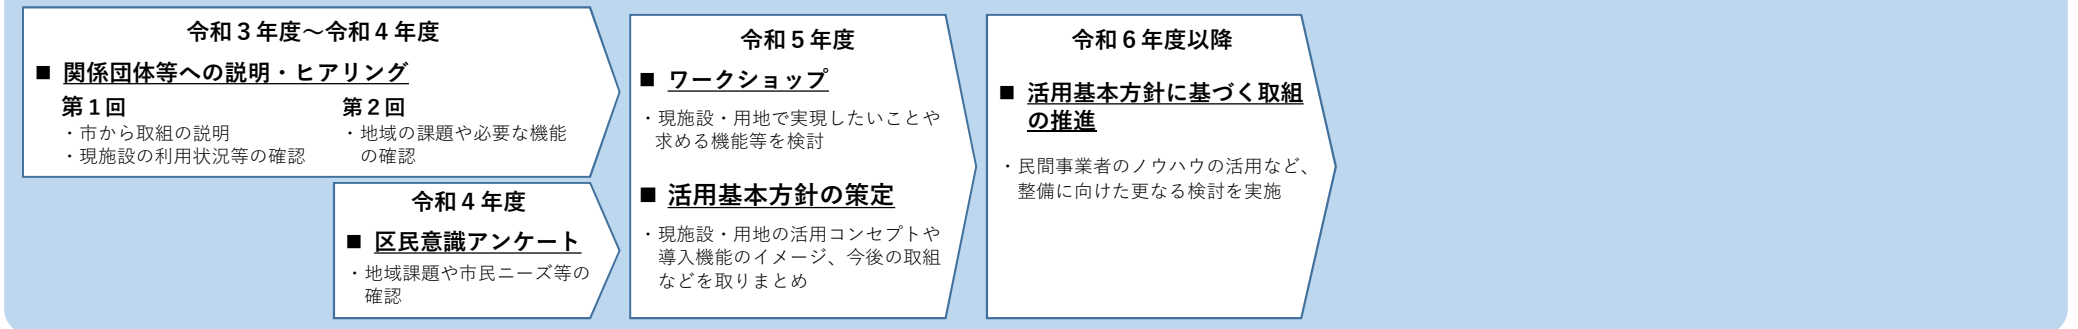 令和３年度～令和４年度
■ 関係団体等への説明・ヒアリング
第１回
・市から取組の説明
・現施設の利用状況等の確認
第２回
・地域の課題や必要な機能
の確認
令和４年度
■ 区民意識アンケート
・地域課題や市民ニーズ等の
確認
令和５年度
■ ワークショップ
・現施設・用地で実現したいことや
求める機能等を検討
■ 活用基本方針の策定
・現施設・用地の活用コンセプトや
導入機能のイメージ、今後の取組
などを取りまとめ
令和６年度以降
■ 活用基本方針に基づく取組
の推進
・民間事業者のノウハウの活用など、
整備に向けた更なる検討を実施